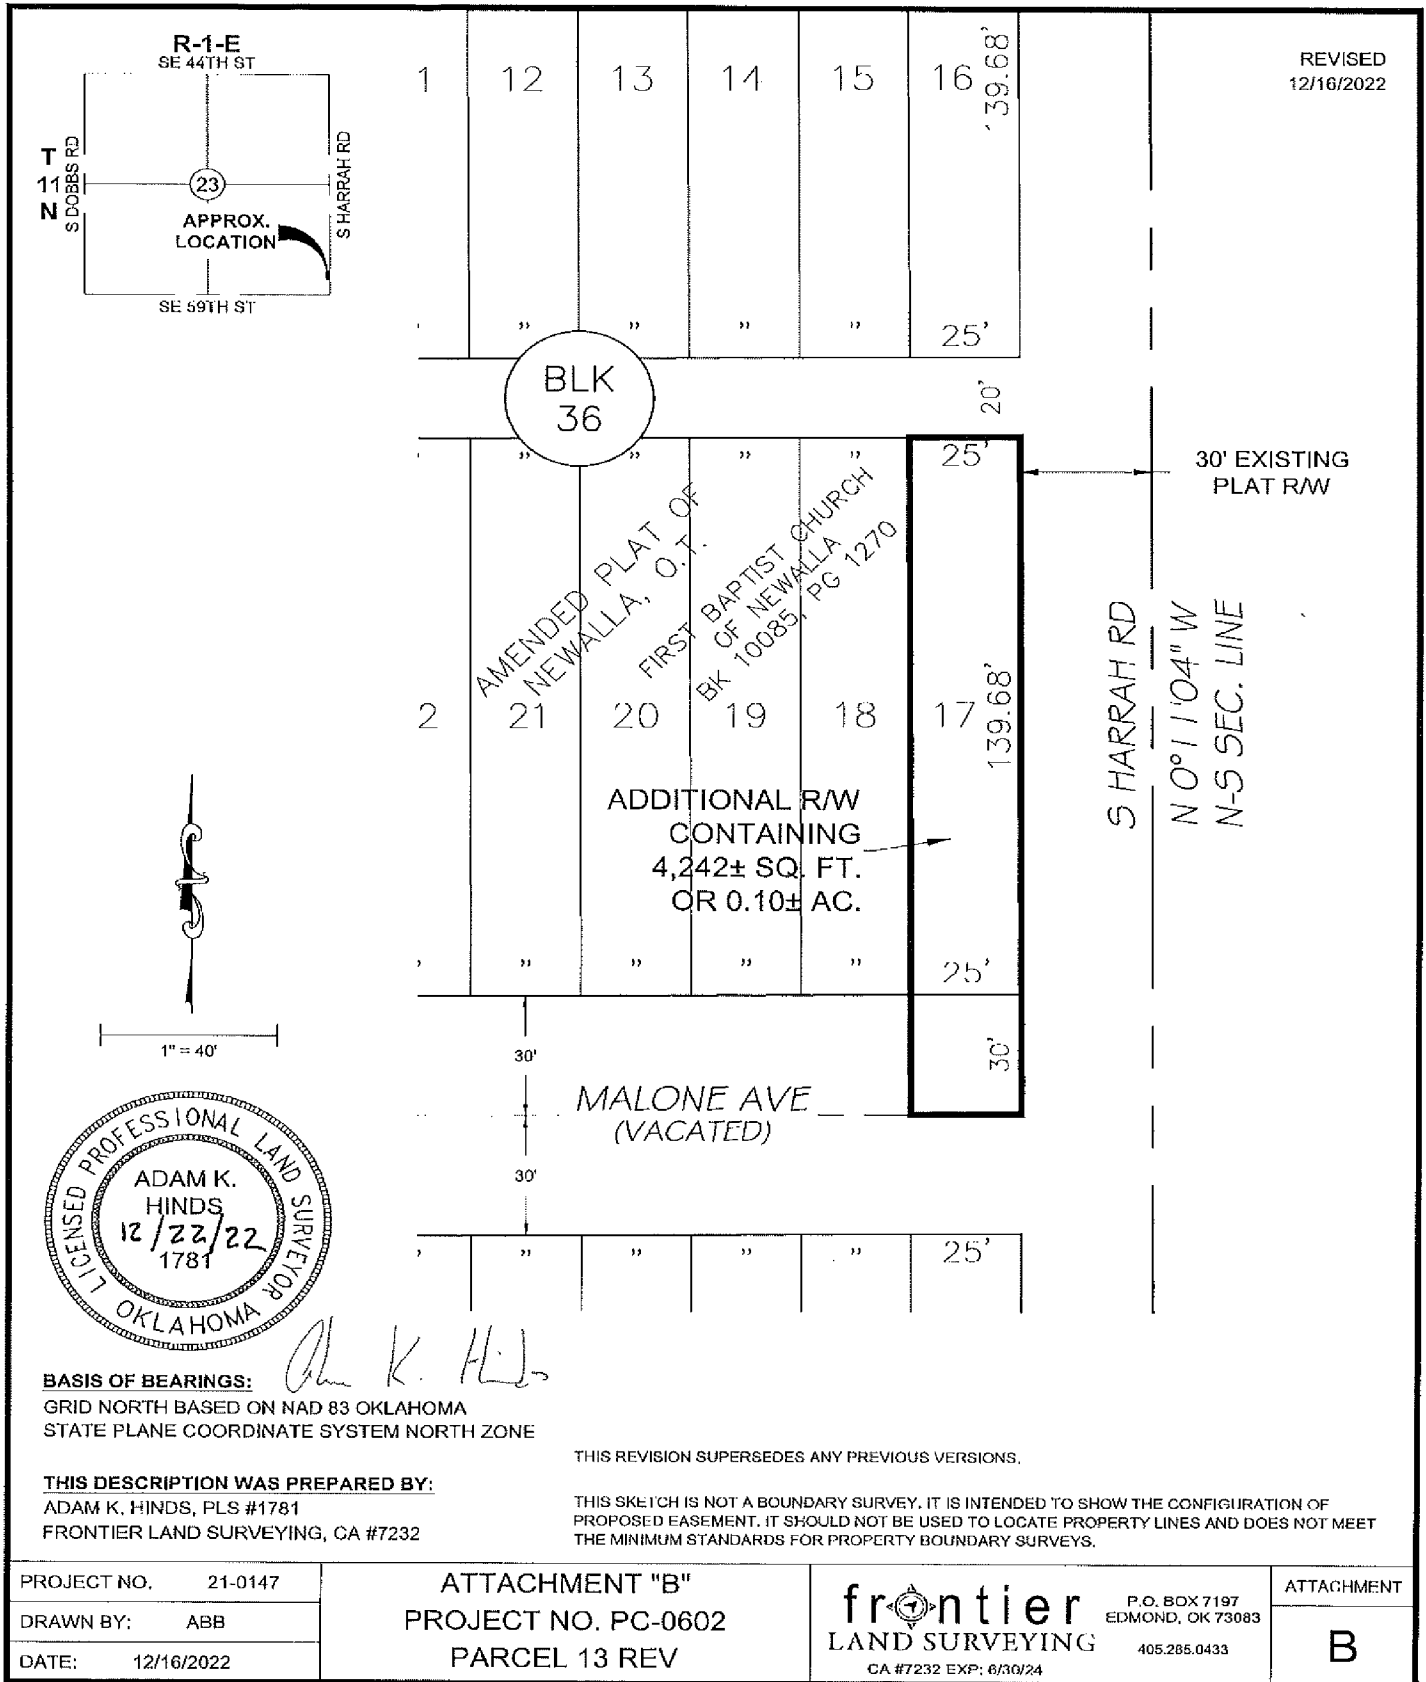 R-1-E
SE 44TH ST
T
11
N
S DOBBS RD
23
S HARRAH RD
APPROX.
LOCATION
SE 59TH ST
REVISED
12/16/2022
1 12 13 14 15 16
139.68'
" " " " 25'
BLK
36
20'
" " " " 25'
30' EXISTING
PLAT R/W
AMENDED PLAT OF
NEWALLA, O.T.
FIRST BAPTIST CHURCH
OF NEWALLA
BK 10085, PG 1270
2 21 20 19 18 17
139.68'
S HARRAH RD
N 0°11'04" W
N-S SEC. LINE
ADDITIONAL R/W
CONTAINING
4,242± SQ. FT.
OR 0.10± AC.
" " " " 25'
1" = 40'
30'
30'
MALONE AVE
(VACATED)
30'
" " " " 25'
LICENSED PROFESSIONAL LAND SURVEYOR
ADAM K.
HINDS
12/22/22
1781
OKLAHOMA
Adam K. Hinds
BASIS OF BEARINGS:
GRID NORTH BASED ON NAD 83 OKLAHOMA
STATE PLANE COORDINATE SYSTEM NORTH ZONE
THIS DESCRIPTION WAS PREPARED BY:
ADAM K. HINDS, PLS #1781
FRONTIER LAND SURVEYING, CA #7232
THIS REVISION SUPERSEDES ANY PREVIOUS VERSIONS.
THIS SKETCH IS NOT A BOUNDARY SURVEY. IT IS INTENDED TO SHOW THE CONFIGURATION OF
PROPOSED EASEMENT. IT SHOULD NOT BE USED TO LOCATE PROPERTY LINES AND DOES NOT MEET
THE MINIMUM STANDARDS FOR PROPERTY BOUNDARY SURVEYS.
PROJECT NO. 21-0147
DRAWN BY: ABB
DATE: 12/16/2022
ATTACHMENT "B"
PROJECT NO. PC-0602
PARCEL 13 REV
frontier
LAND SURVEYING
CA #7232 EXP: 6/30/24
P.O. BOX 7197
EDMOND, OK 73083
405.285.0433
ATTACHMENT
B